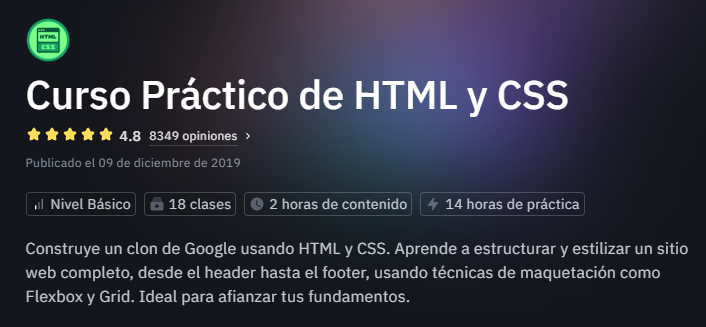 HTML
CSS
Curso Práctico de HTML y CSS
4.8 8349 opiniones
Publicado el 09 de diciembre de 2019
Nivel Básico 18 clases 2 horas de contenido 14 horas de práctica
Construye un clon de Google usando HTML y CSS. Aprende a estructurar y estilizar un sitio
web completo, desde el header hasta el footer, usando técnicas de maquetación como
Flexbox y Grid. Ideal para afianzar tus fundamentos.